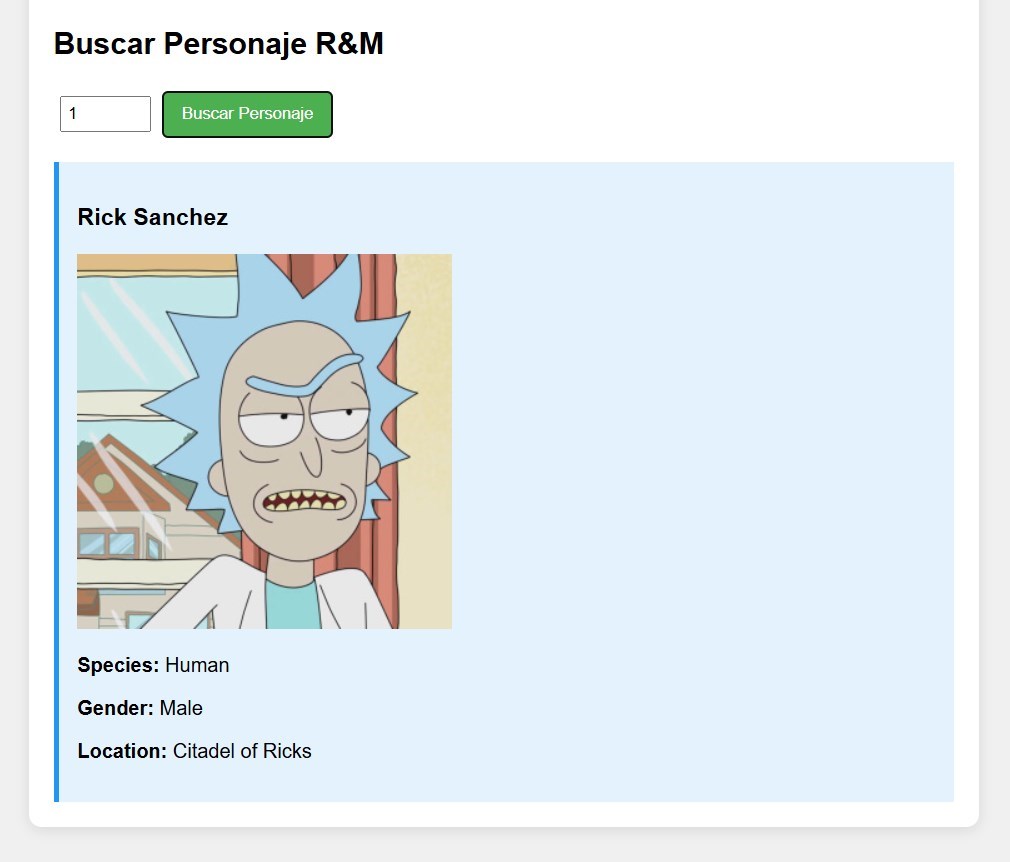 Buscar Personaje R&M
1
Buscar Personaje
Rick Sanchez
Species: Human
Gender: Male
Location: Citadel of Ricks